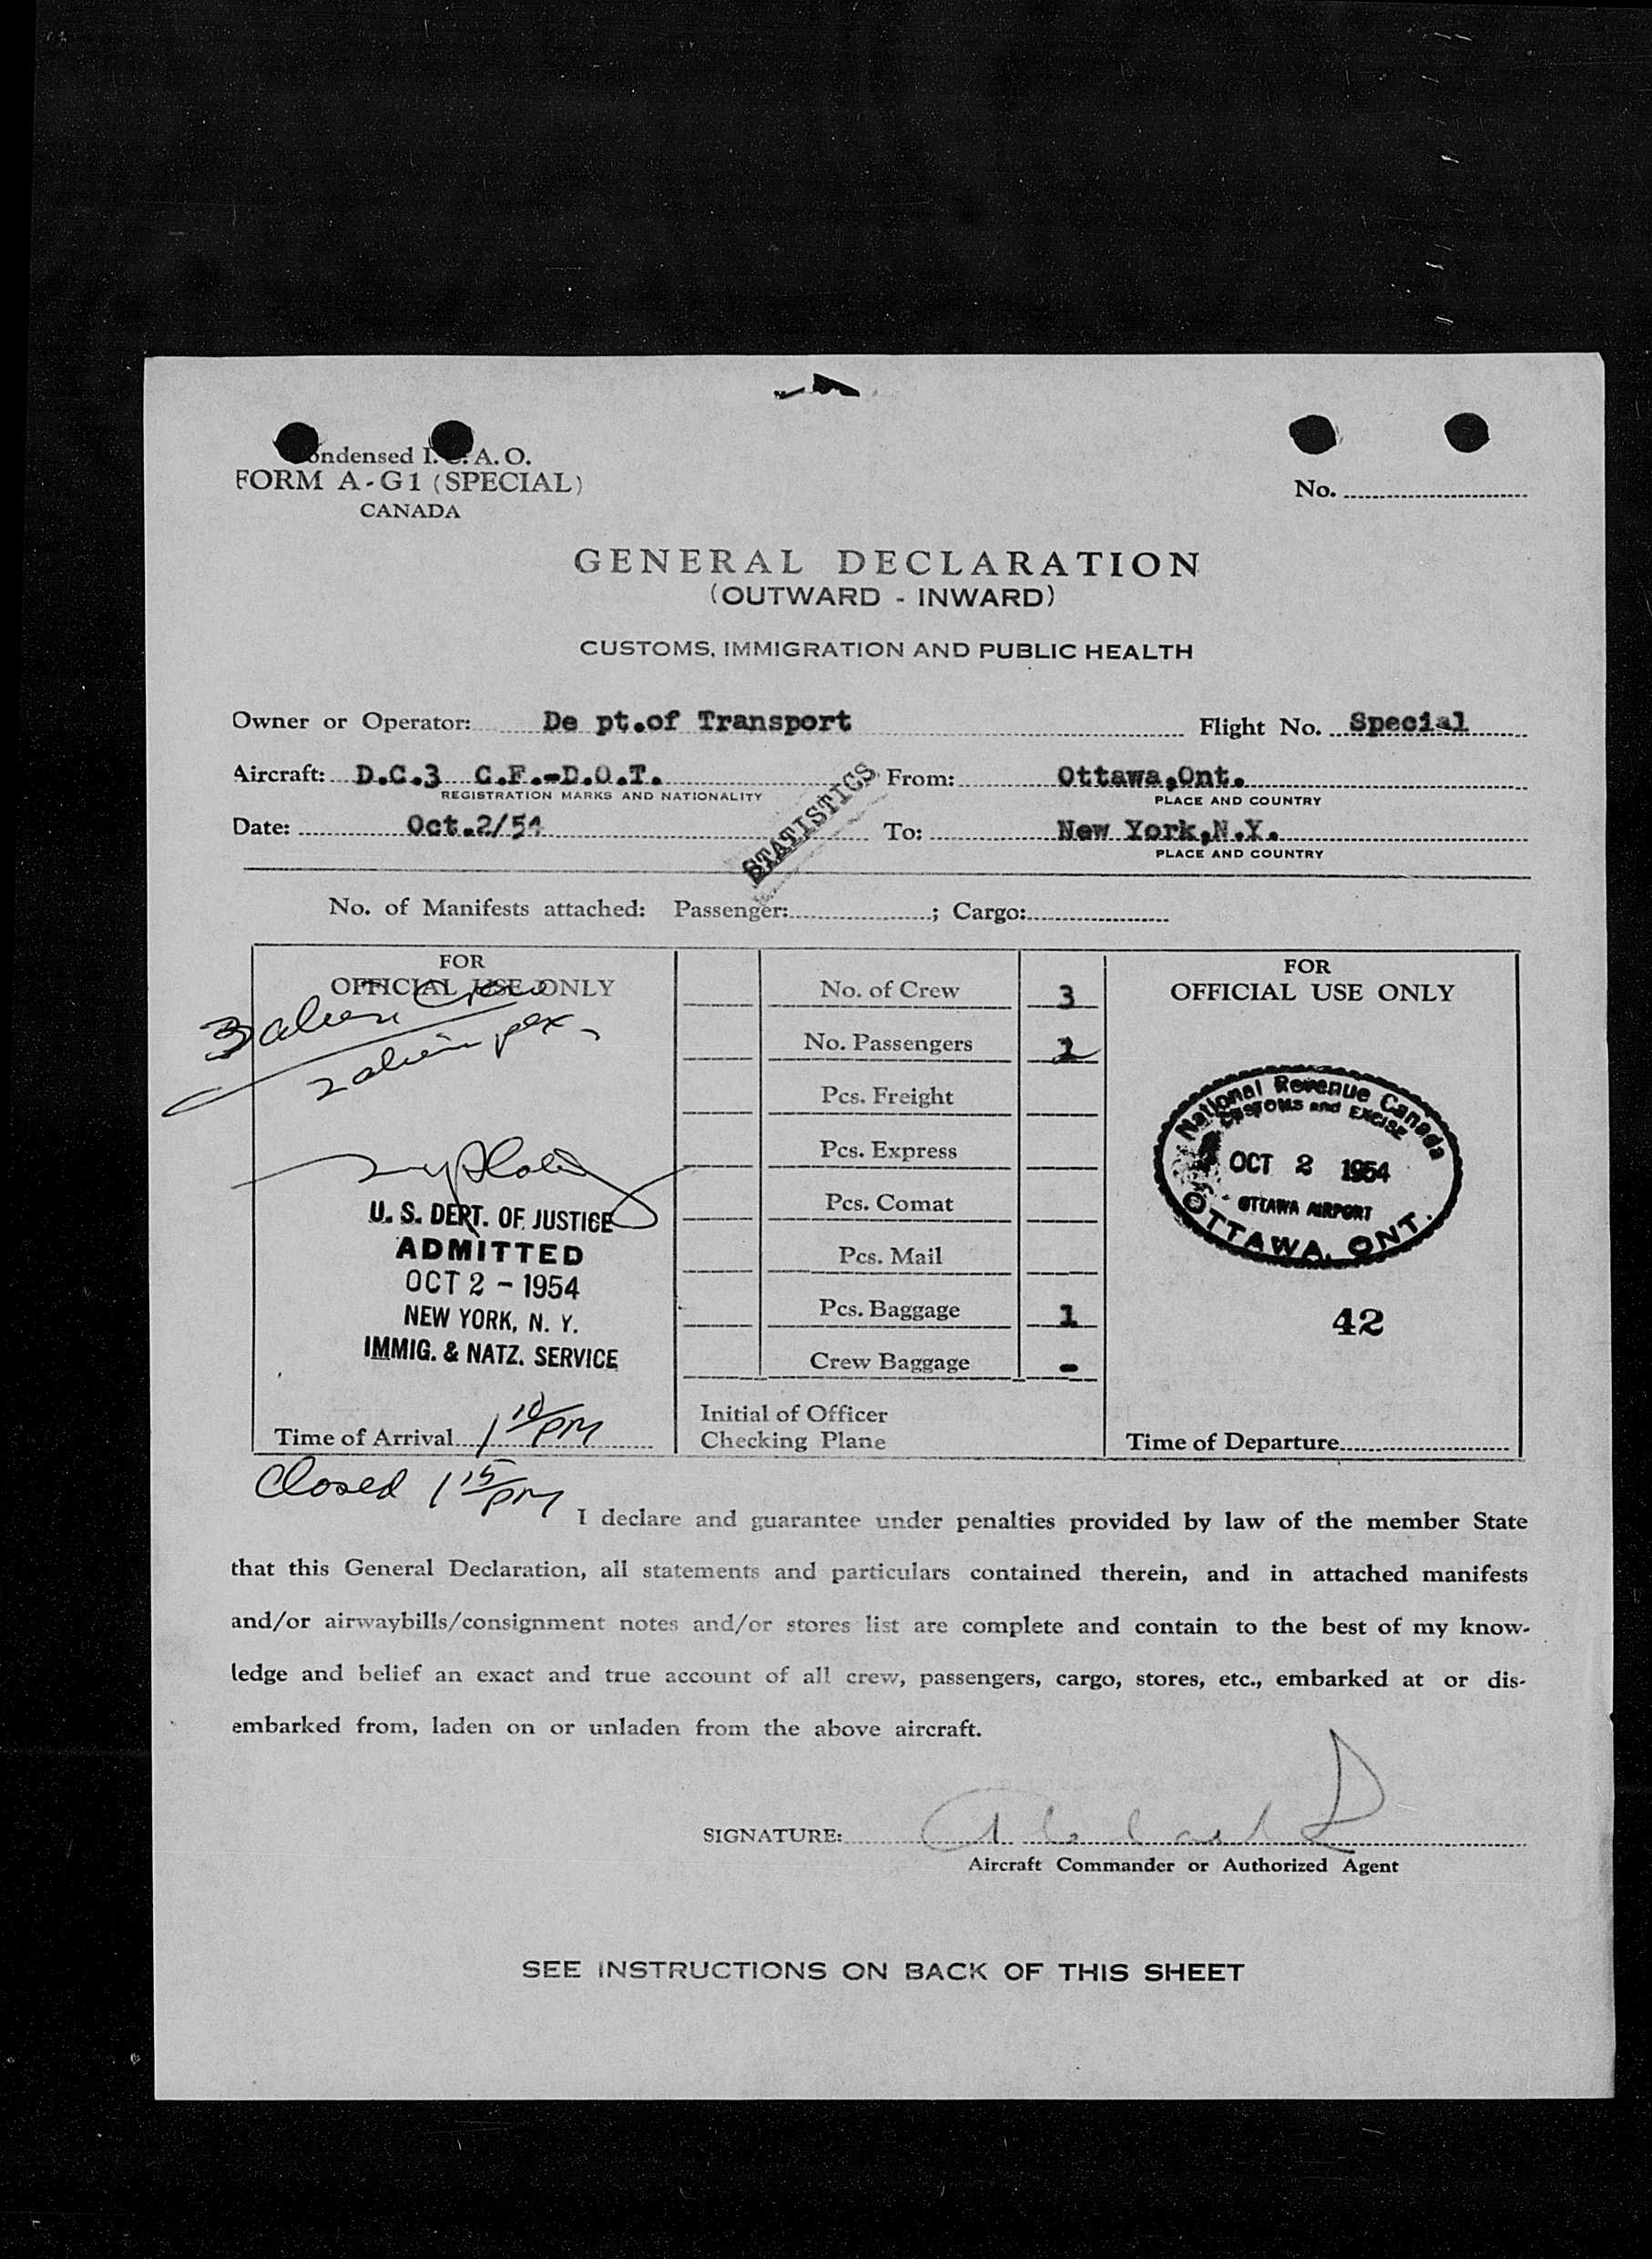 Condensed I.C.A.O.
FORM A-G1 (SPECIAL)
CANADA
No.
GENERAL DECLARATION
(OUTWARD - INWARD)
CUSTOMS, IMMIGRATION AND PUBLIC HEALTH
Owner or Operator: De pt.of Transport Flight No. Special
Aircraft: D.C.3 C.F.-D.O.T. From: Ottawa,Ont.
REGISTRATION MARKS AND NATIONALITY PLACE AND COUNTRY
Date: Oct.2/54 To: New York,N.Y.
PLACE AND COUNTRY
STATISTICS
No. of Manifests attached: Passenger: ; Cargo:
FOR
OFFICIAL USE ONLY
3 alien crew
2 alien pax
U. S. DEPT. OF JUSTICE
ADMITTED
OCT 2 - 1954
NEW YORK, N. Y.
IMMIG. & NATZ. SERVICE
Time of Arrival 1 10/PM
Closed 1 15/PM
No. of Crew 3
No. Passengers 2
Pcs. Freight
Pcs. Express
Pcs. Comat
Pcs. Mail
Pcs. Baggage 1
Crew Baggage -
Initial of Officer
Checking Plane
FOR
OFFICIAL USE ONLY
National Revenue Canada
Customs and Excise
OCT 2 1954
OTTAWA AIRPORT
OTTAWA, ONT.
42
Time of Departure
I declare and guarantee under penalties provided by law of the member State
that this General Declaration, all statements and particulars contained therein, and in attached manifests
and/or airwaybills/consignment notes and/or stores list are complete and contain to the best of my know-
ledge and belief an exact and true account of all crew, passengers, cargo, stores, etc., embarked at or dis-
embarked from, laden on or unladen from the above aircraft.
SIGNATURE:
Aircraft Commander or Authorized Agent
SEE INSTRUCTIONS ON BACK OF THIS SHEET